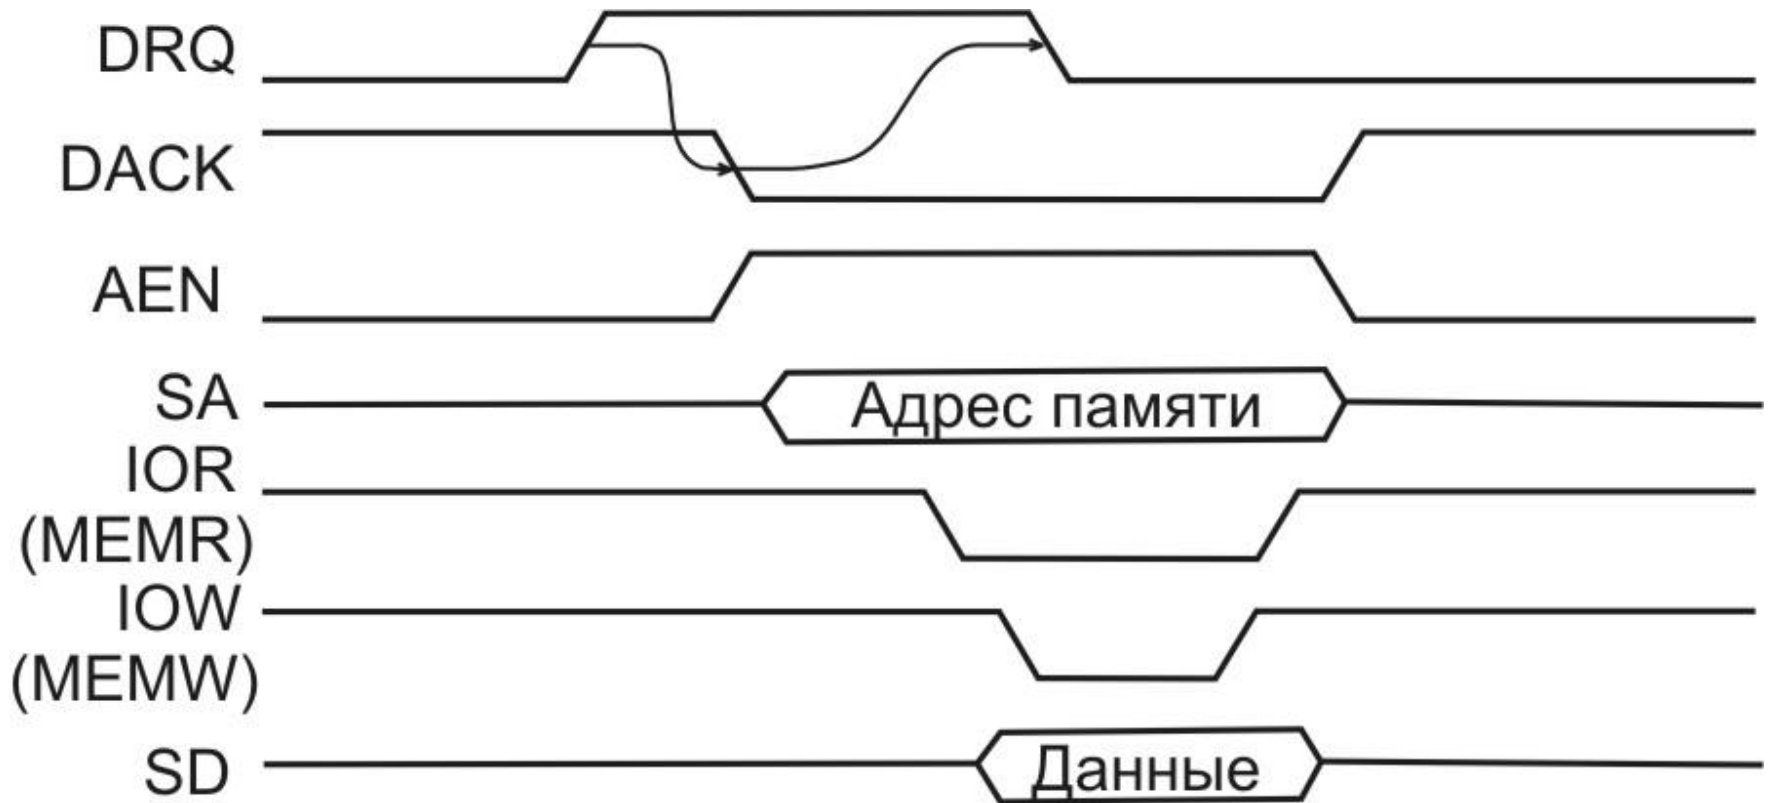 DRQ
DACK
AEN
SA
Адрес памяти
IOR
(MEMR)
IOW
(MEMW)
SD
Данные